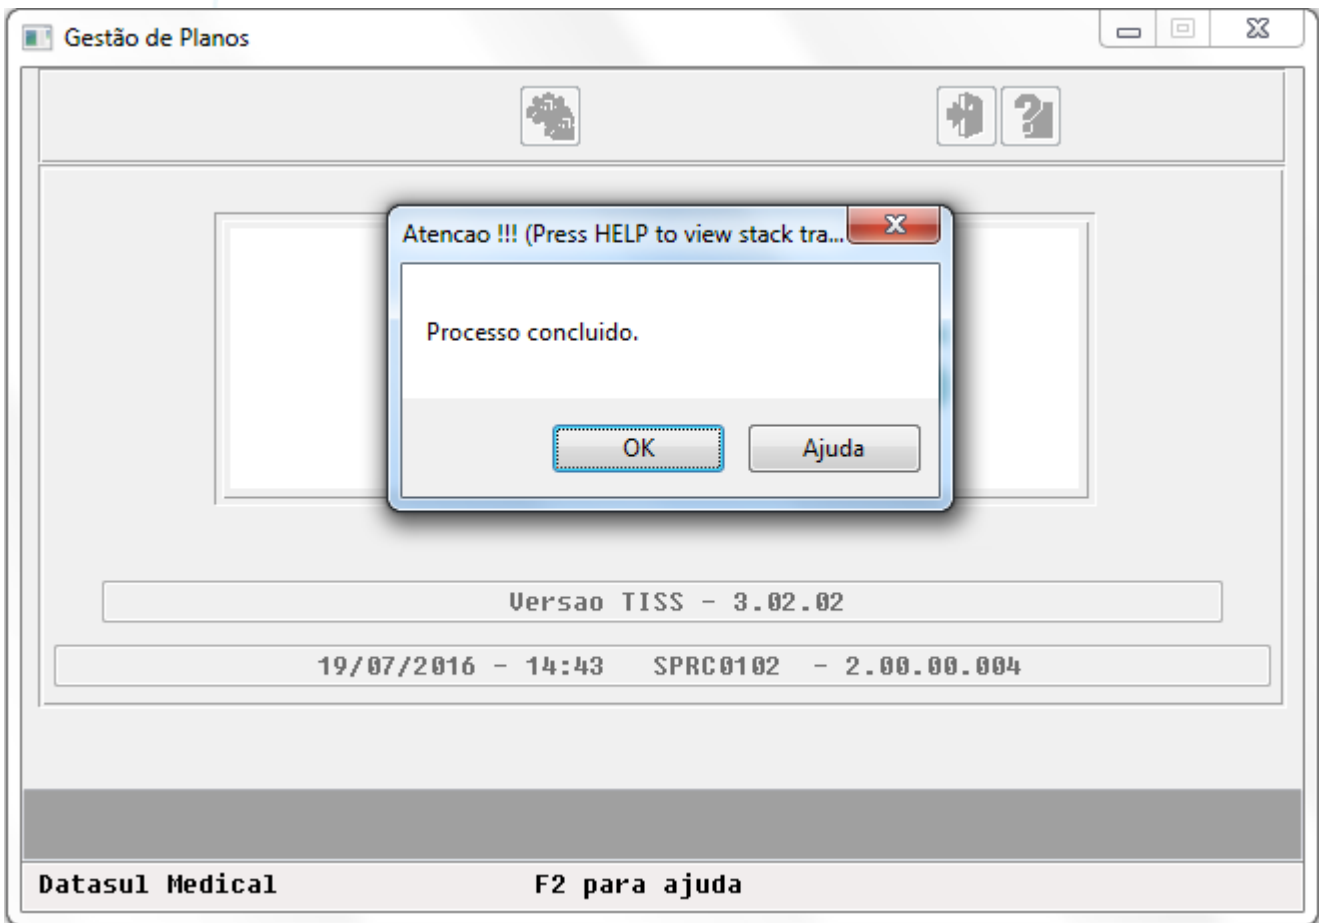 Gestão de Planos
Atencao !!! (Press HELP to view stack tra...
Processo concluido.
OK
Ajuda
Versao TISS - 3.02.02
19/07/2016 - 14:43 SPRC0102 - 2.00.00.004
Datasul Medical F2 para ajuda